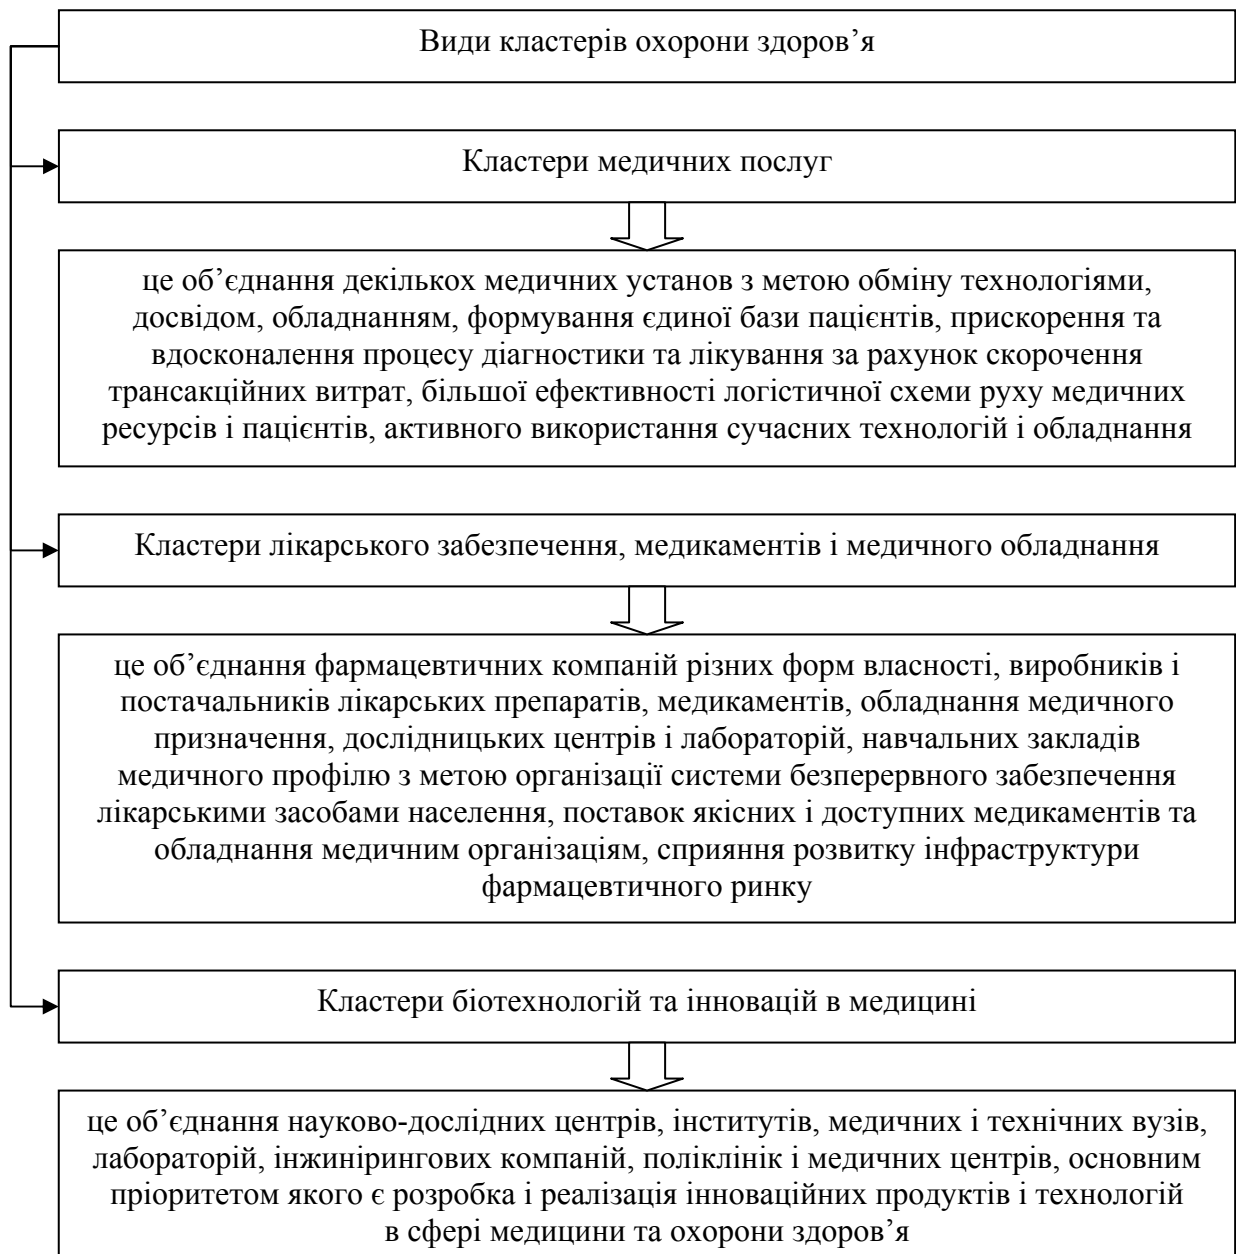 Види кластерів охорони здоров’я
Кластери медичних послуг
це об’єднання декількох медичних установ з метою обміну технологіями,
досвідом, обладнанням, формування єдиної бази пацієнтів, прискорення та
вдосконалення процесу діагностики та лікування за рахунок скорочення
трансакційних витрат, більшої ефективності логістичної схеми руху медичних
ресурсів і пацієнтів, активного використання сучасних технологій і обладнання
Кластери лікарського забезпечення, медикаментів і медичного обладнання
це об’єднання фармацевтичних компаній різних форм власності, виробників і
постачальників лікарських препаратів, медикаментів, обладнання медичного
призначення, дослідницьких центрів і лабораторій, навчальних закладів
медичного профілю з метою організації системи безперервного забезпечення
лікарськими засобами населення, поставок якісних і доступних медикаментів та
обладнання медичним організаціям, сприяння розвитку інфраструктури
фармацевтичного ринку
Кластери біотехнологій та інновацій в медицині
це об’єднання науково-дослідних центрів, інститутів, медичних і технічних вузів,
лабораторій, інжинірингових компаній, поліклінік і медичних центрів, основним
пріоритетом якого є розробка і реалізація інноваційних продуктів і технологій
в сфері медицини та охорони здоров’я